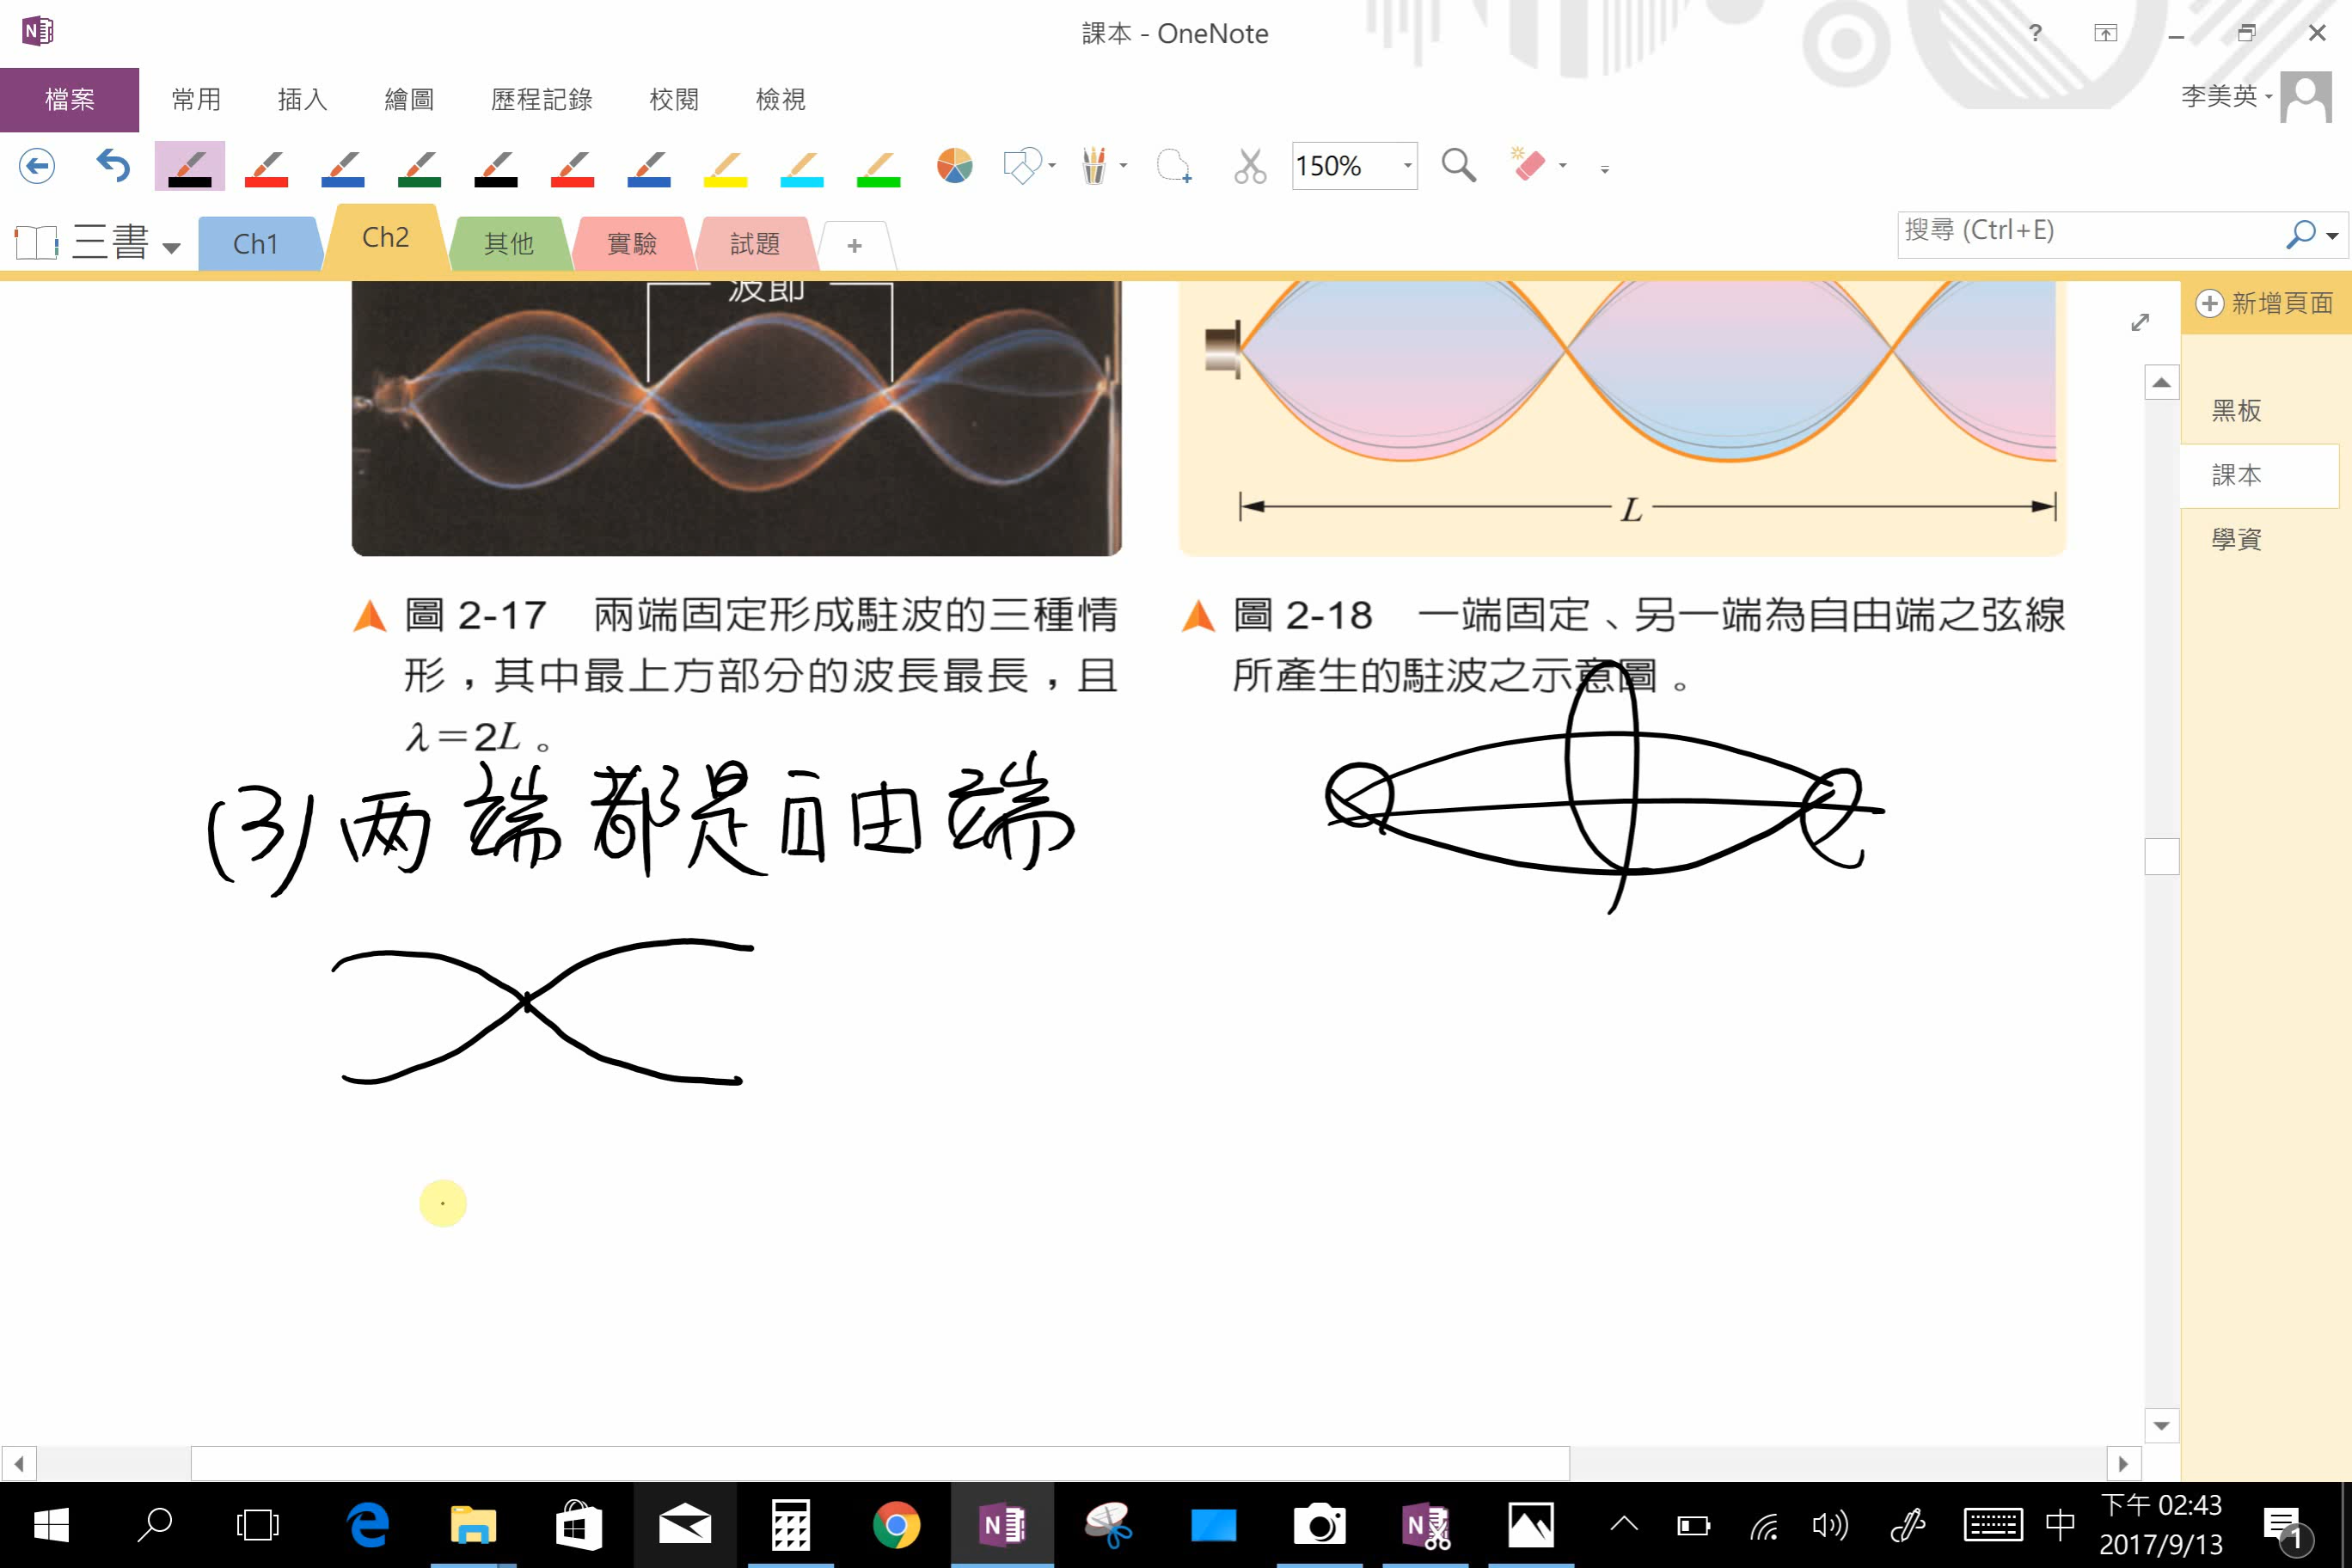 課本 - OneNote
?
檔案 常用 插入 繪圖 歷程記錄 校閱 檢視
李美英
150%
三書 Ch1 Ch2 其他 實驗 試題 +
搜尋 (Ctrl+E)
新增頁面
黑板
課本
學資
波節
L
圖 2-17 兩端固定形成駐波的三種情
形，其中最上方部分的波長最長，且
λ＝2L。
圖 2-18 一端固定、另一端為自由端之弦線
所產生的駐波之示意圖。
(3) 两端都是自由端
中
下午 02:43
2017/9/13
1